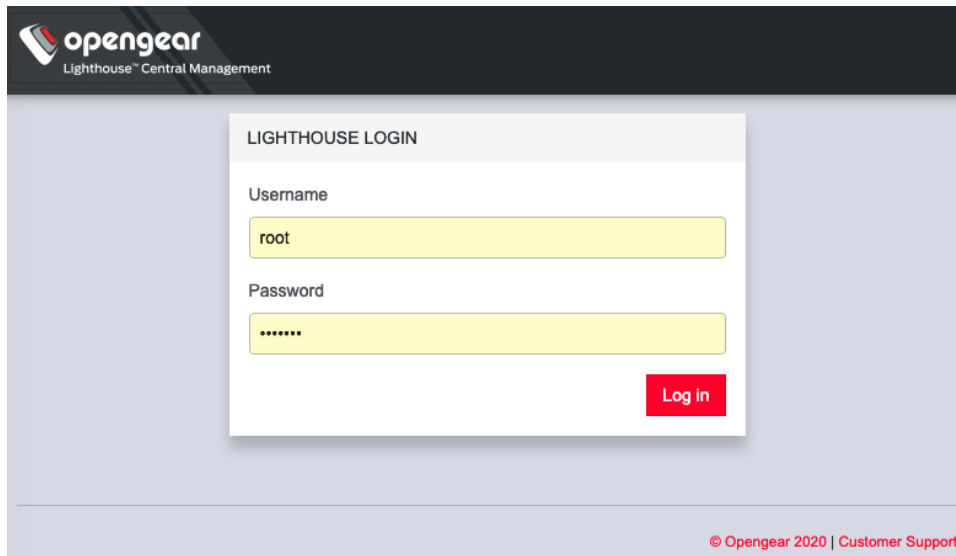 opengear
Lighthouse™ Central Management
LIGHTHOUSE LOGIN
Username
root
Password
•••••••
Log in
© Opengear 2020 | Customer Support